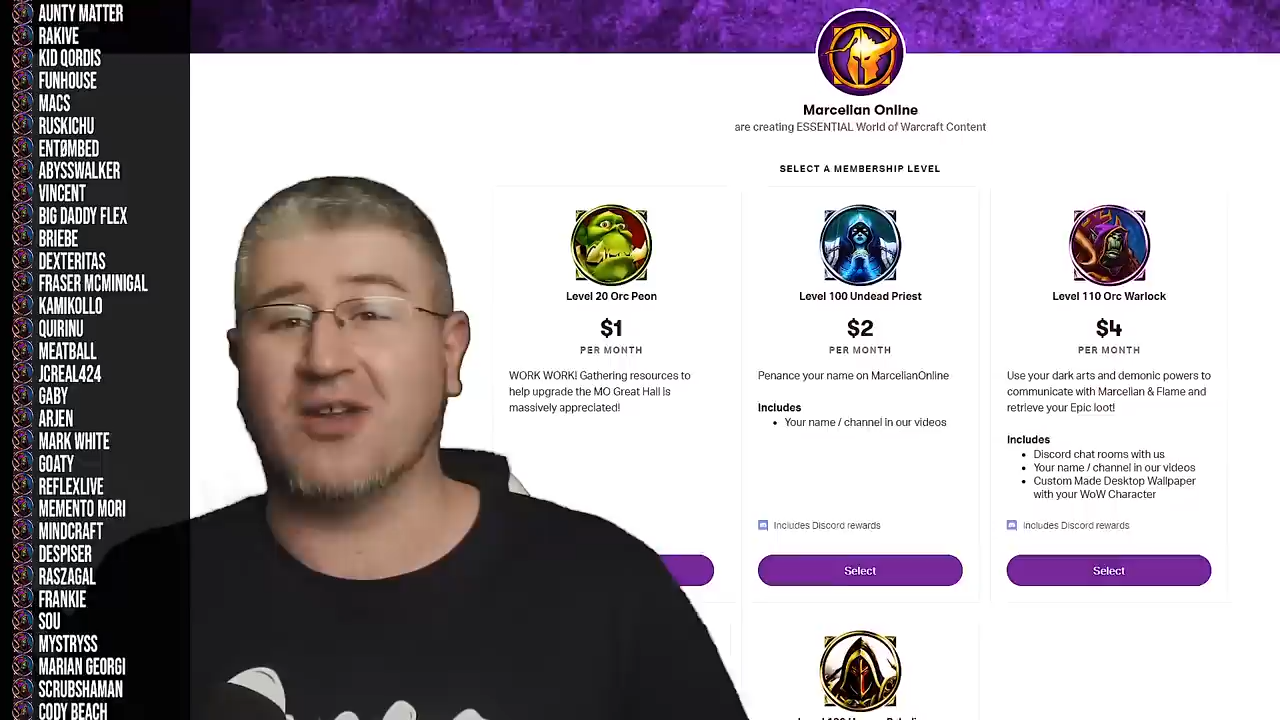 AUNTY MATTER
RAKIVE
KID QORDIS
FUNHOUSE
MACS
RUSKICHU
ENTØMBED
ABYSSWALKER
VINCENT
BIG DADDY FLEX
BRIEBE
DEXTERITAS
FRASER MCMINIGAL
KAMIKOLLO
QUIRINU
MEATBALL
JCREAL424
GABY
ARJEN
MARK WHITE
GOATY
REFLEXLIVE
MEMENTO MORI
MINDCRAFT
DESPISER
RASZAGAL
FRANKIE
SOU
MYSTRYSS
MARIAN GEORGI
SCRUBSHAMAN
CODY BEACH
Marcelian Online
are creating ESSENTIAL World of Warcraft Content
SELECT A MEMBERSHIP LEVEL
Level 20 Orc Peon
$1
PER MONTH
WORK WORK! Gathering resources to
help upgrade the MO Great Hall is
massively appreciated!
Level 100 Undead Priest
$2
PER MONTH
Penance your name on MarcelianOnline
Includes
• Your name / channel in our videos
Includes Discord rewards
Select
Level 110 Orc Warlock
$4
PER MONTH
Use your dark arts and demonic powers to
communicate with Marcelian & Flame and
retrieve your Epic loot!
Includes
• Discord chat rooms with us
• Your name / channel in our videos
• Custom Made Desktop Wallpaper
with your WoW Character
Includes Discord rewards
Select